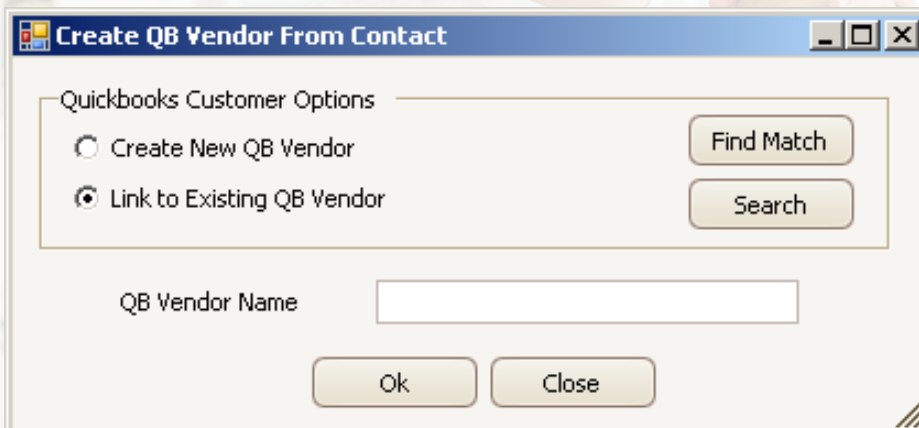 Create QB Vendor From Contact
Quickbooks Customer Options
Create New QB Vendor
Find Match
Link to Existing QB Vendor
Search
QB Vendor Name
Ok
Close